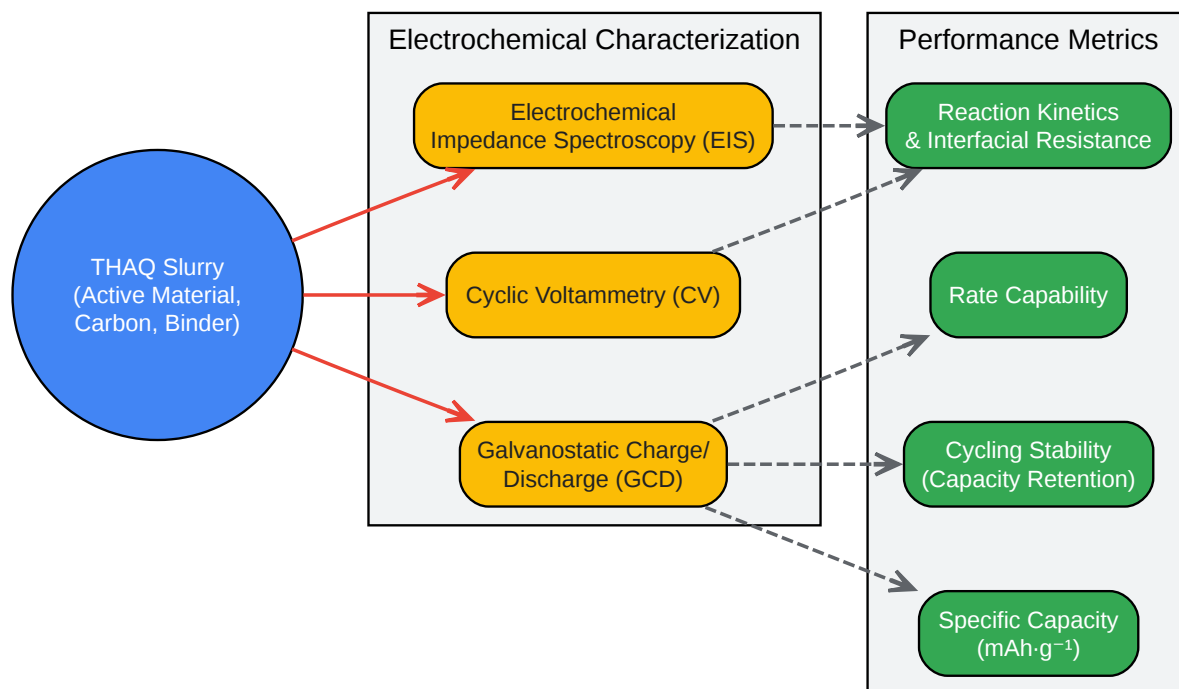 Electrochemical Characterization
Performance Metrics
Electrochemical
Impedance Spectroscopy (EIS)
Reaction Kinetics
& Interfacial Resistance
THAQ Slurry
(Active Material,
Carbon, Binder)
Cyclic Voltammetry (CV)
Rate Capability
Galvanostatic Charge/
Discharge (GCD)
Cycling Stability
(Capacity Retention)
Specific Capacity
(mAh·g⁻¹)